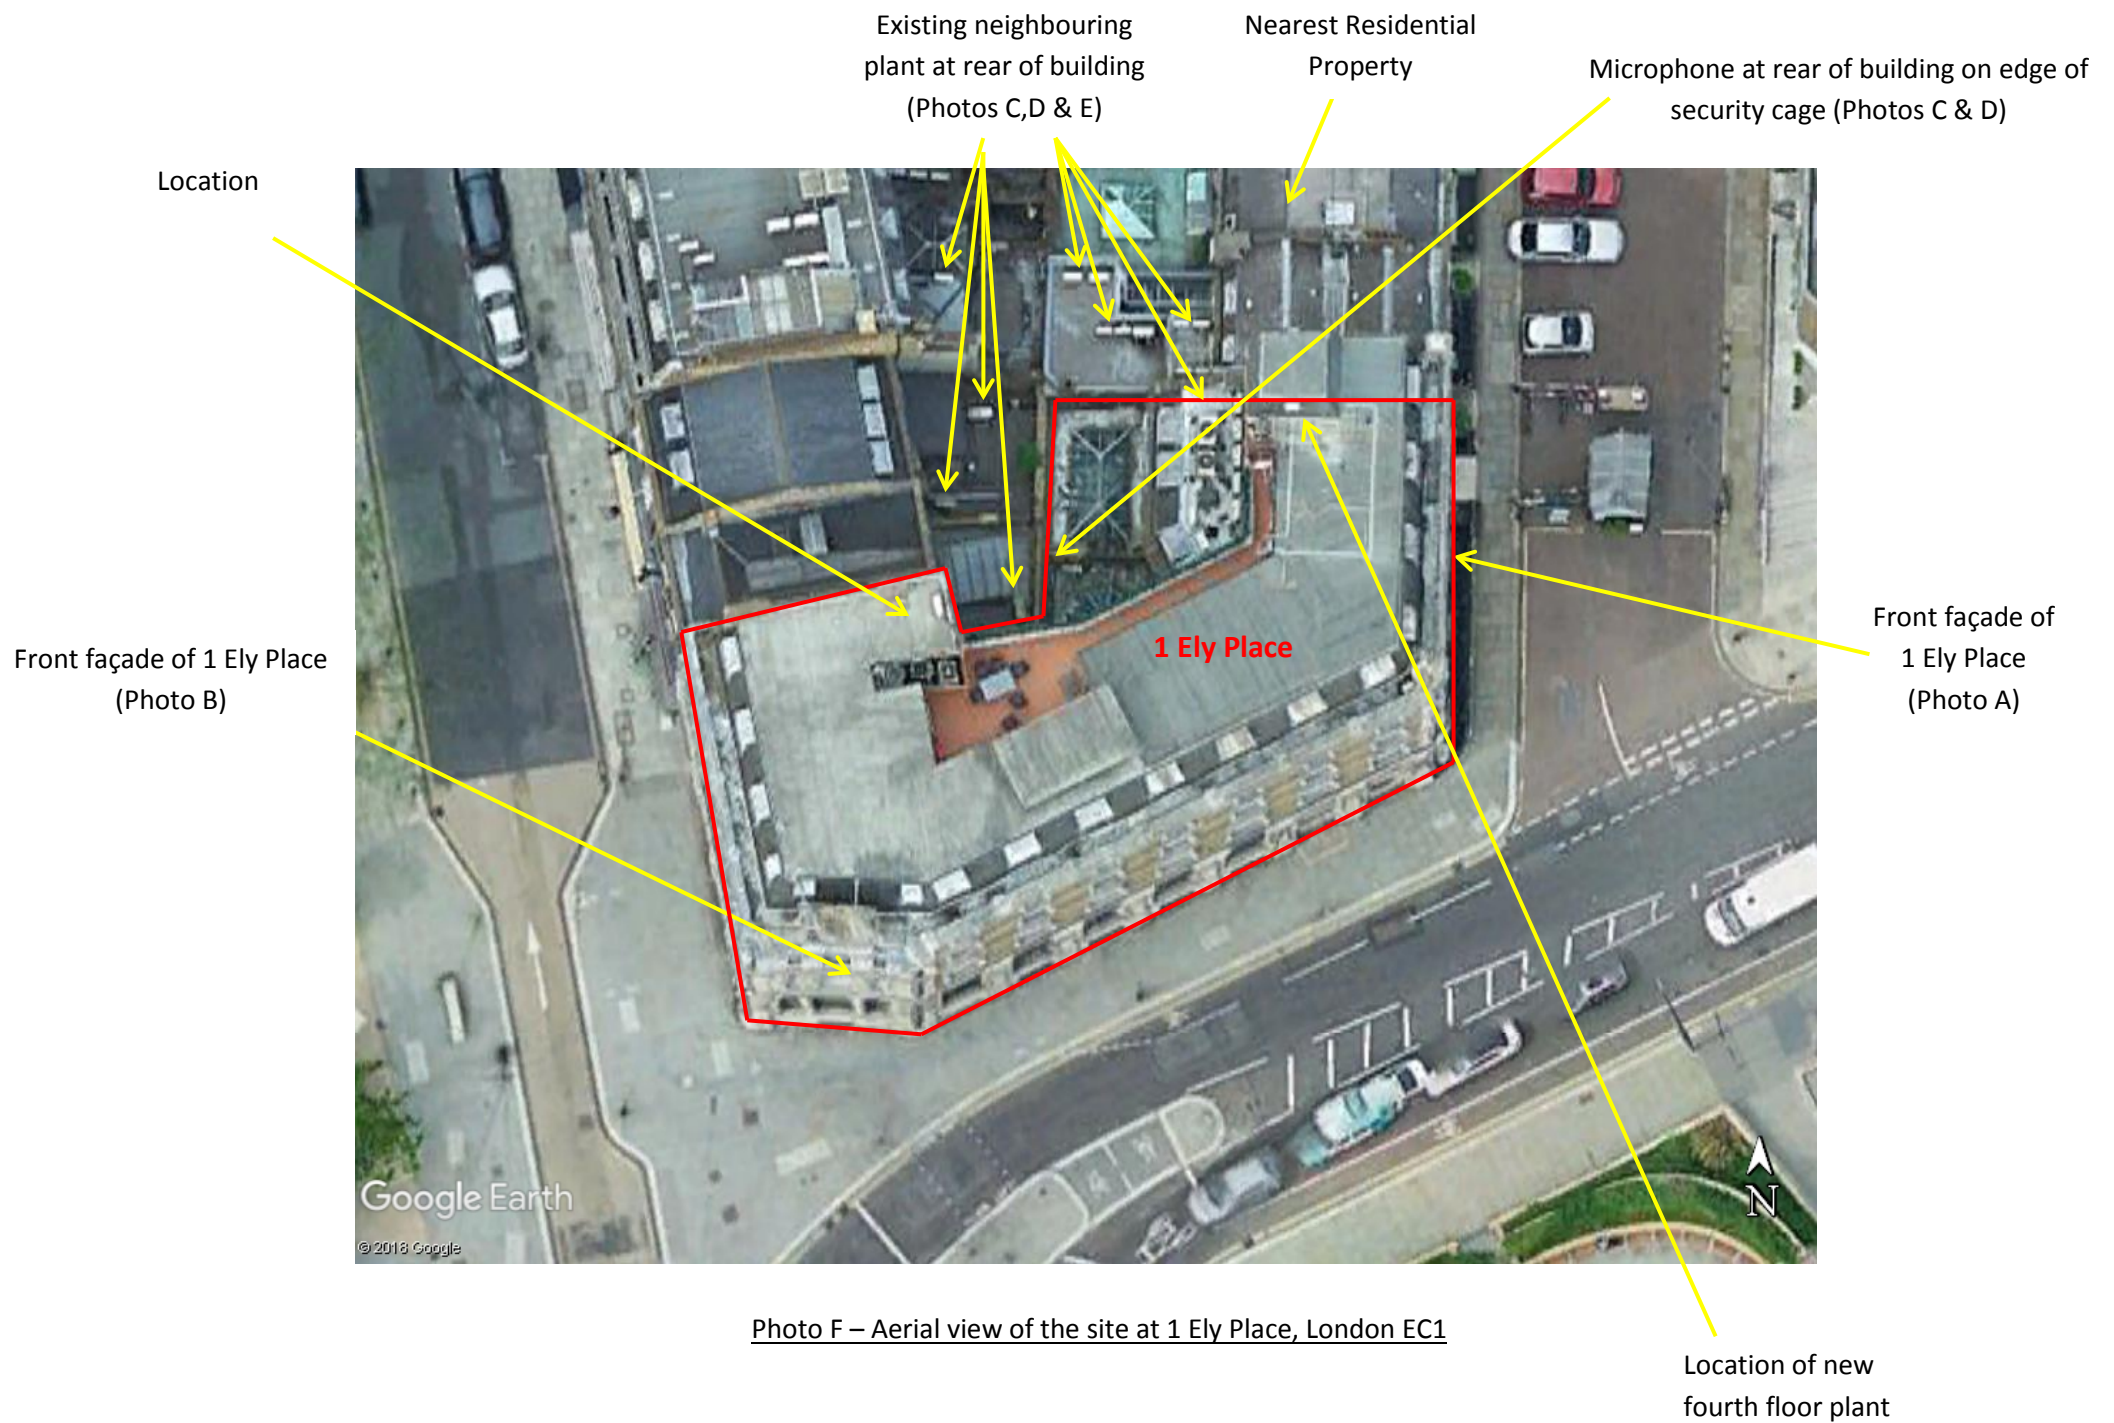 Existing neighbouring
plant at rear of building
(Photos C,D & E)
Nearest Residential
Property
Microphone at rear of building on edge of
security cage (Photos C & D)
Location
Front façade of 1 Ely Place
(Photo B)
1 Ely Place
Front façade of
1 Ely Place
(Photo A)
N
Google Earth
© 2018 Google
Photo F – Aerial view of the site at 1 Ely Place, London EC1
Location of new
fourth floor plant